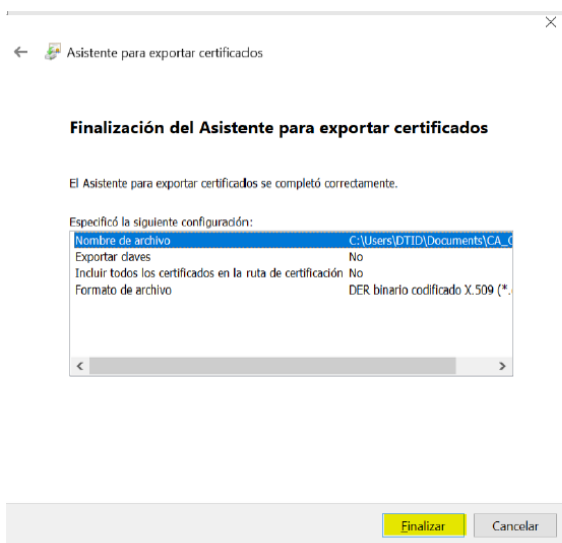 Asistente para exportar certificados
Finalización del Asistente para exportar certificados
El Asistente para exportar certificados se completó correctamente.
Especificó la siguiente configuración:
Nombre de archivo C:\Users\DTID\Documents\CA_
Exportar claves No
Incluir todos los certificados en la ruta de certificación No
Formato de archivo DER binario codificado X.509 (*.
Finalizar Cancelar